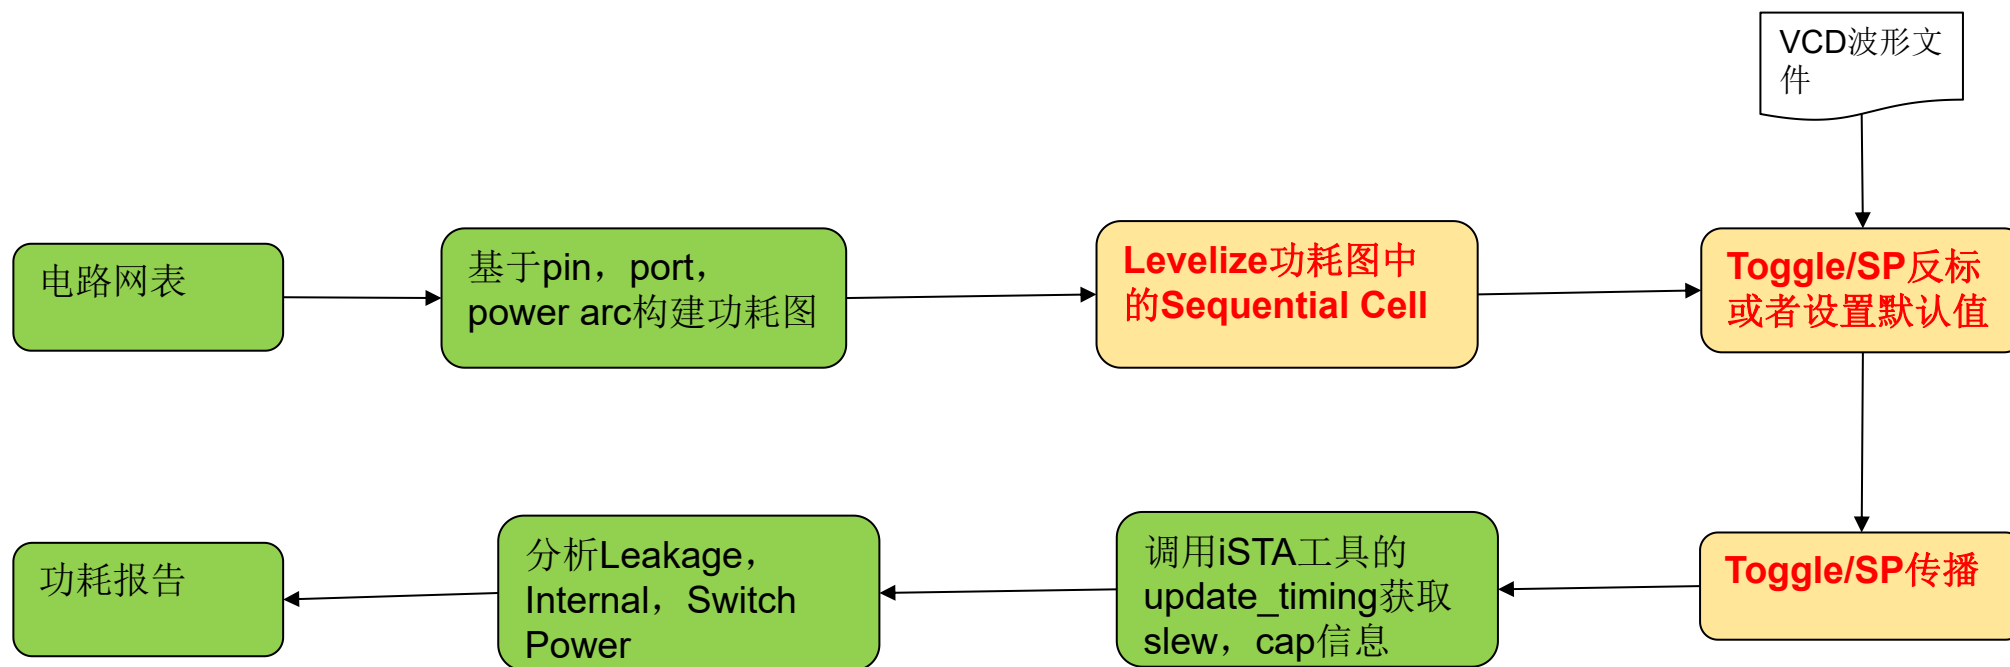 VCD波形文
件
电路网表
基于pin，port，
power arc构建功耗图
Levelize功耗图中
的Sequential Cell
Toggle/SP反标
或者设置默认值
功耗报告
分析Leakage，
Internal，Switch
Power
调用iSTA工具的
update_timing获取
slew，cap信息
Toggle/SP传播